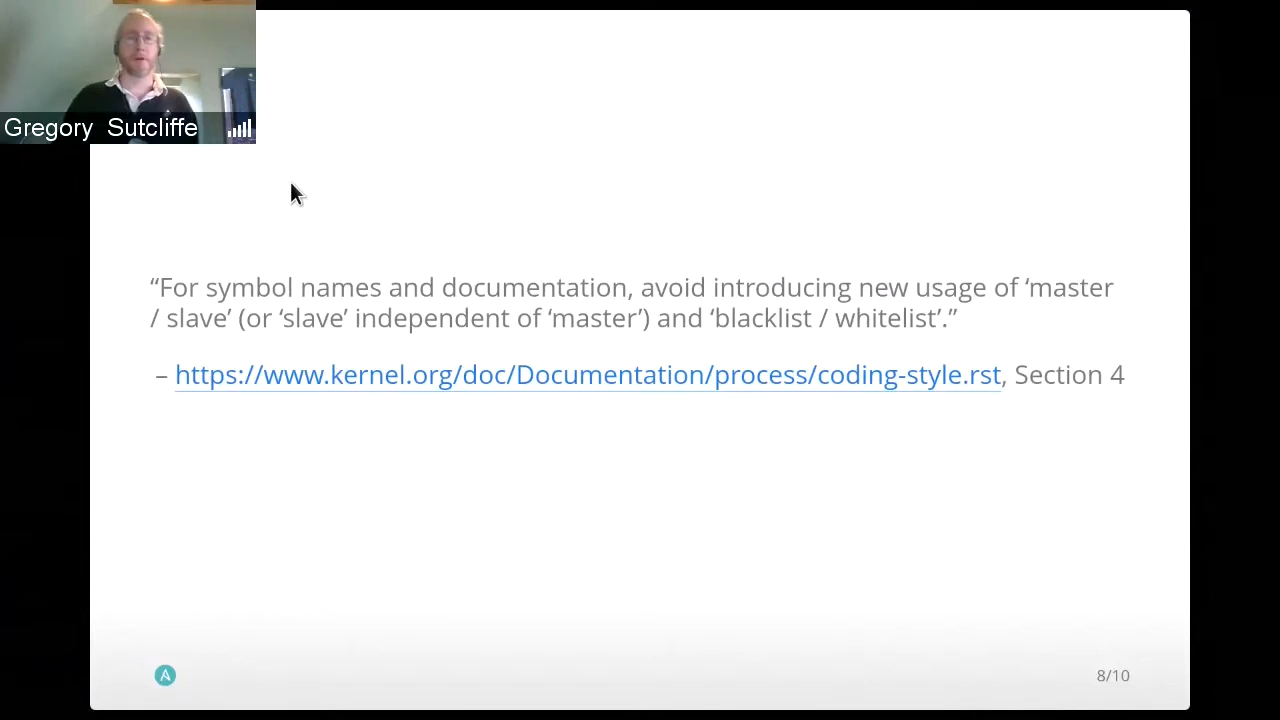 Gregory Sutcliffe
“For symbol names and documentation, avoid introducing new usage of ‘master
/ slave’ (or ‘slave’ independent of ‘master’) and ‘blacklist / whitelist’.”
– https://www.kernel.org/doc/Documentation/process/coding-style.rst, Section 4
A
8/10